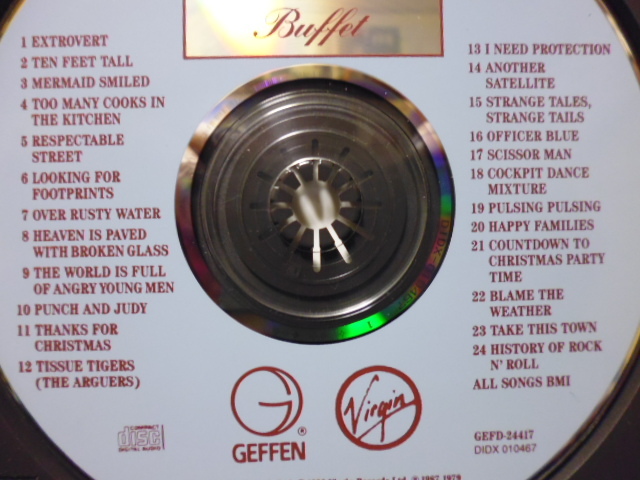 Buffet
1 EXTROVERT
2 TEN FEET TALL
3 MERMAID SMILED
4 TOO MANY COOKS IN
THE KITCHEN
5 RESPECTABLE
STREET
6 LOOKING FOR
FOOTPRINTS
7 OVER RUSTY WATER
8 HEAVEN IS PAVED
WITH BROKEN GLASS
9 THE WORLD IS FULL
OF ANGRY YOUNG MEN
10 PUNCH AND JUDY
11 THANKS FOR
CHRISTMAS
12 TISSUE TIGERS
(THE ARGUERS)
13 I NEED PROTECTION
14 ANOTHER
SATELLITE
15 STRANGE TALES,
STRANGE TAILS
16 OFFICER BLUE
17 SCISSOR MAN
18 COCKPIT DANCE
MIXTURE
19 PULSING PULSING
20 HAPPY FAMILIES
21 COUNTDOWN TO
CHRISTMAS PARTY
TIME
22 BLAME THE
WEATHER
23 TAKE THIS TOWN
24 HISTORY OF ROCK
N' ROLL
ALL SONGS BMI
COMPACT
disc
DIGITAL AUDIO
G
GEFFEN®
Virgin
GEFD-24417
DIDX 010467